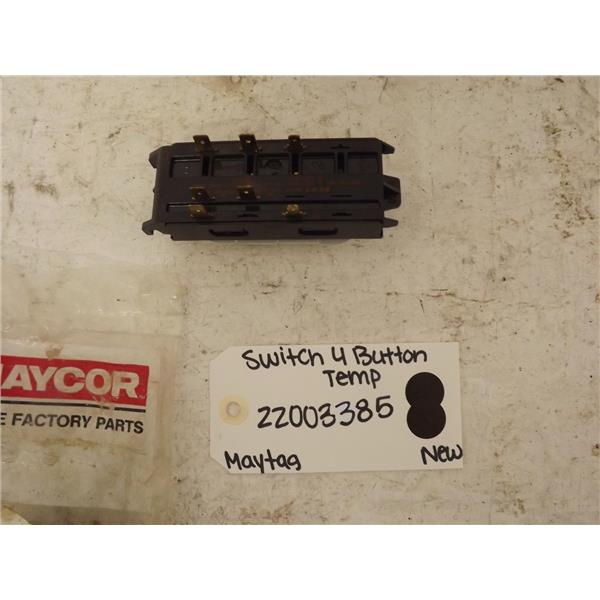 AYCOR
E FACTORY PARTS
Switch 4 Button
Temp
22003385
Maytag
New